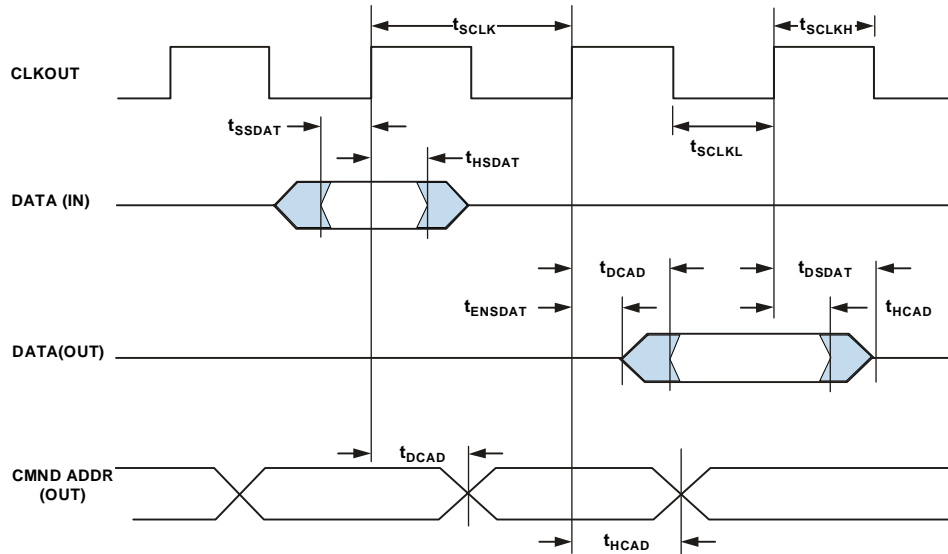 tSCLK
tSCLKH
CLKOUT
tSSDAT
tHSDAT
tSCLKL
DATA (IN)
tDCAD
tDSDAT
tENSDAT
tHCAD
DATA(OUT)
tDCAD
CMND ADDR
(OUT)
tHCAD